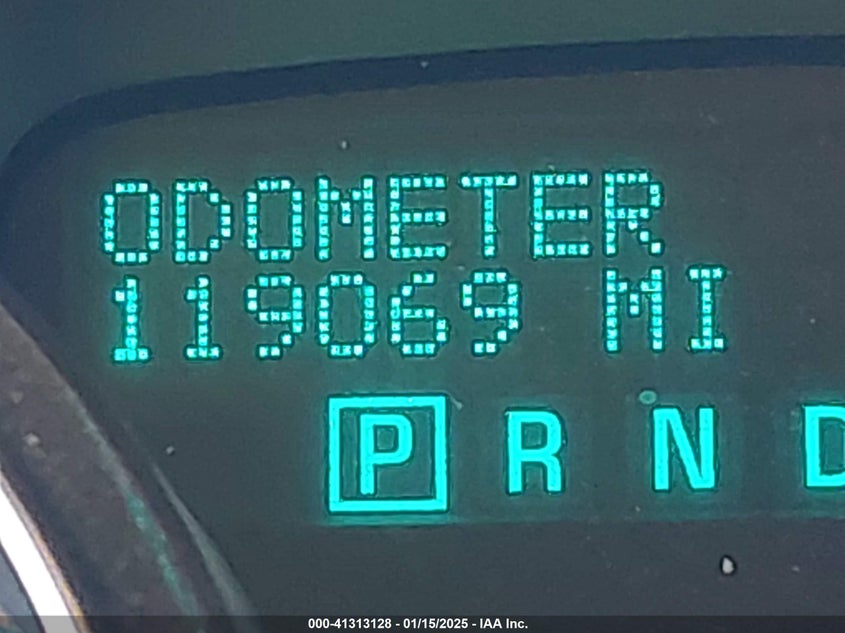 ODOMETER
119069 MI
P R N D
000-41313128 - 01/15/2025 - IAA Inc.